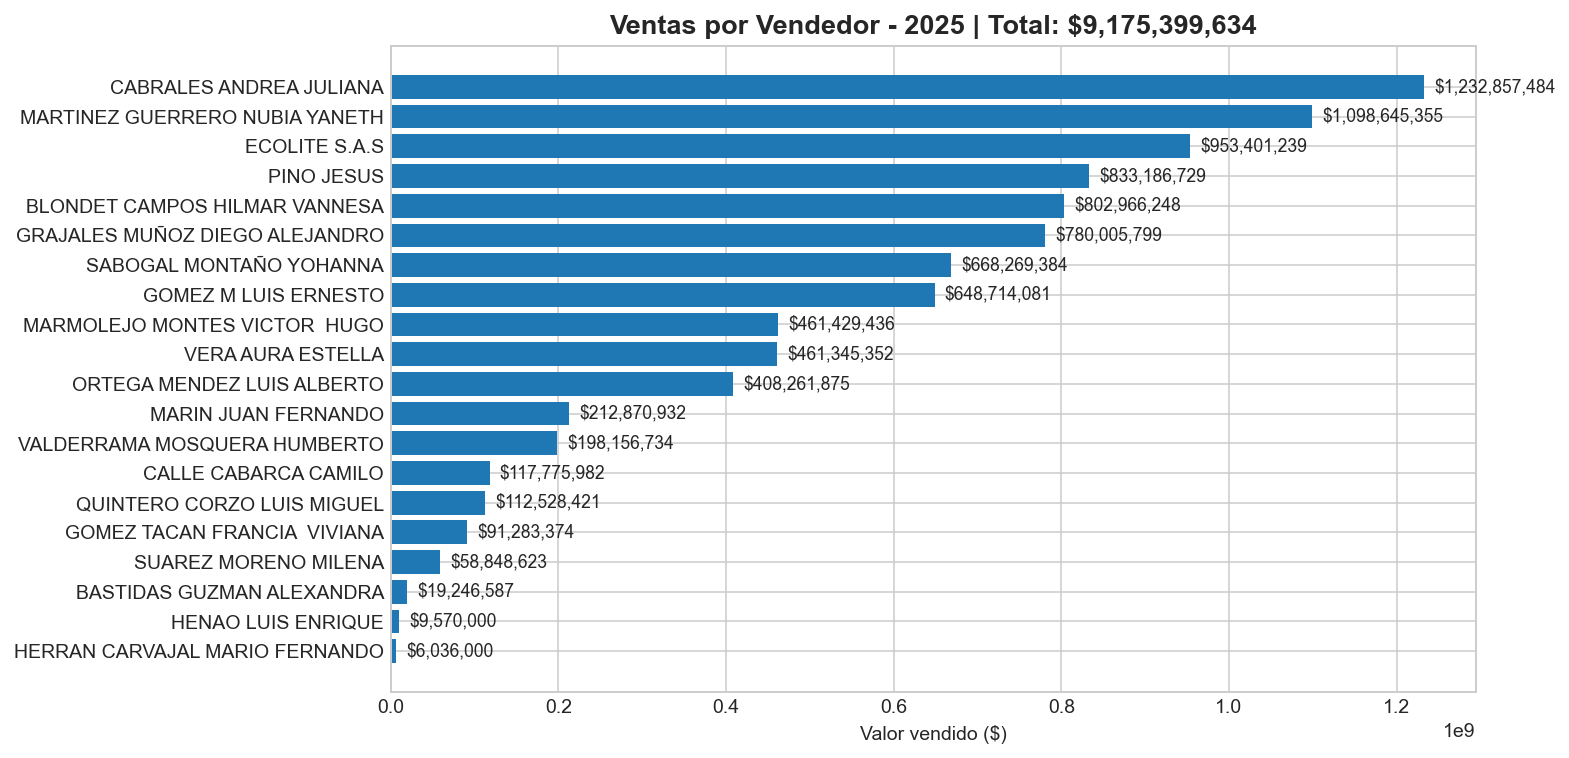 Ventas por Vendedor - 2025 | Total: $9,175,399,634
CABRALES ANDREA JULIANA $1,232,857,484
MARTINEZ GUERRERO NUBIA YANETH $1,098,645,355
ECOLITE S.A.S $953,401,239
PINO JESUS $833,186,729
BLONDET CAMPOS HILMAR VANNESA $802,966,248
GRAJALES MUÑOZ DIEGO ALEJANDRO $780,005,799
SABOGAL MONTAÑO YOHANNA $668,269,384
GOMEZ M LUIS ERNESTO $648,714,081
MARMOLEJO MONTES VICTOR  HUGO $461,429,436
VERA AURA ESTELLA $461,345,352
ORTEGA MENDEZ LUIS ALBERTO $408,261,875
MARIN JUAN FERNANDO $212,870,932
VALDERRAMA MOSQUERA HUMBERTO $198,156,734
CALLE CABARCA CAMILO $117,775,982
QUINTERO CORZO LUIS MIGUEL $112,528,421
GOMEZ TACAN FRANCIA  VIVIANA $91,283,374
SUAREZ MORENO MILENA $58,848,623
BASTIDAS GUZMAN ALEXANDRA $19,246,587
HENAO LUIS ENRIQUE $9,570,000
HERRAN CARVAJAL MARIO FERNANDO $6,036,000
0.0 0.2 0.4 0.6 0.8 1.0 1.2
1e9
Valor vendido ($)